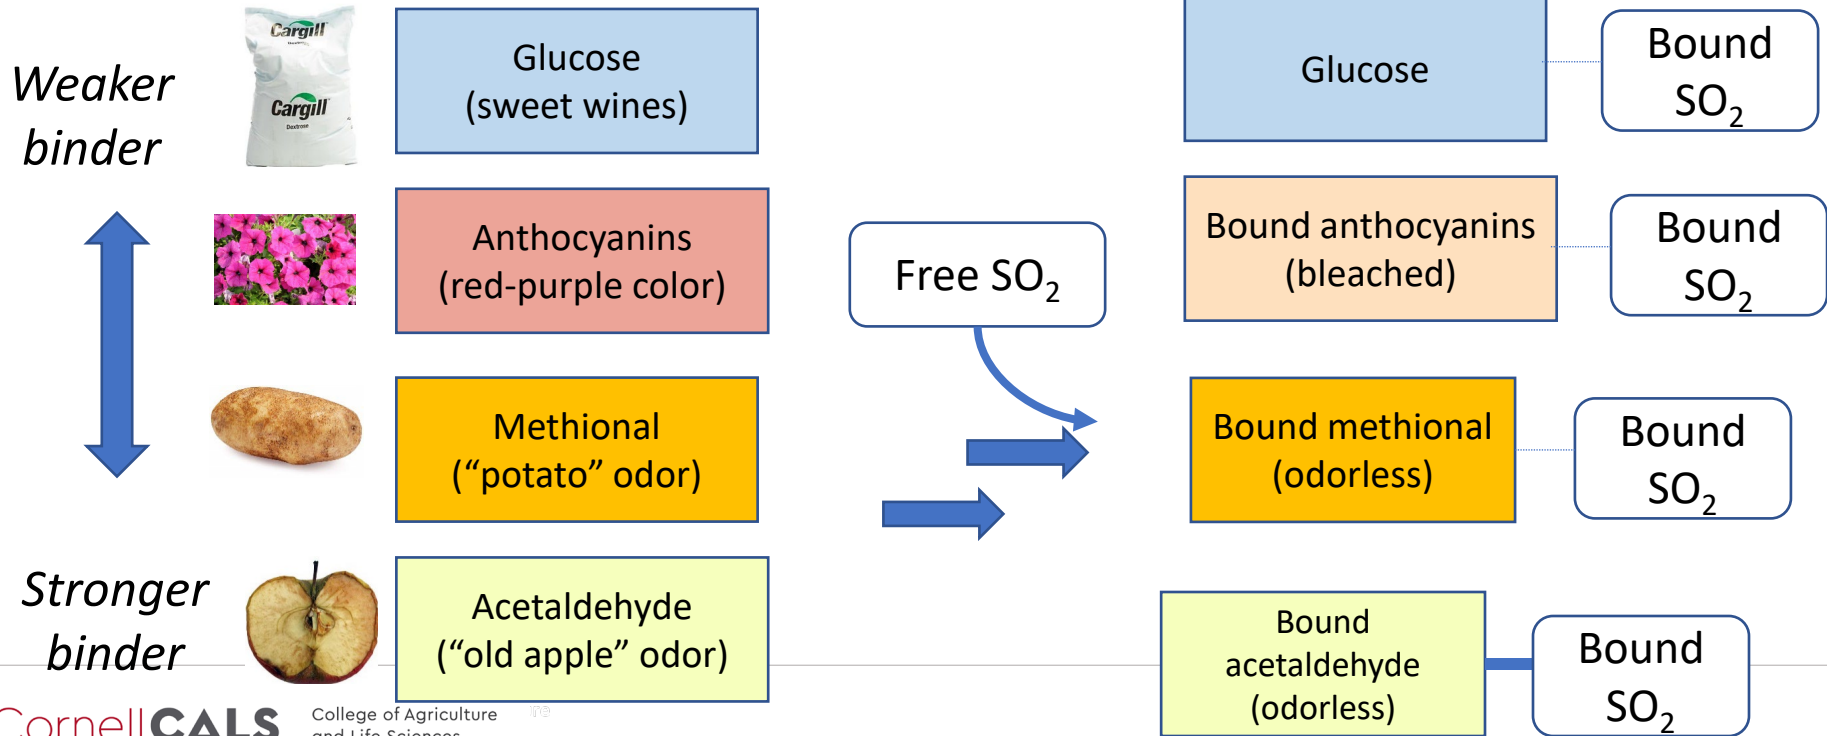 Weaker
binder
Cargill
Cargill
Dextrose
Glucose
(sweet wines)
Anthocyanins
(red-purple color)
Methional
(“potato” odor)
Stronger
binder
Acetaldehyde
(“old apple” odor)
Free SO₂
Glucose
Bound
SO₂
Bound anthocyanins
(bleached)
Bound
SO₂
Bound methional
(odorless)
Bound
SO₂
Bound
acetaldehyde
(odorless)
Bound
SO₂
CornellCALS
College of Agriculture
and Life Sciences